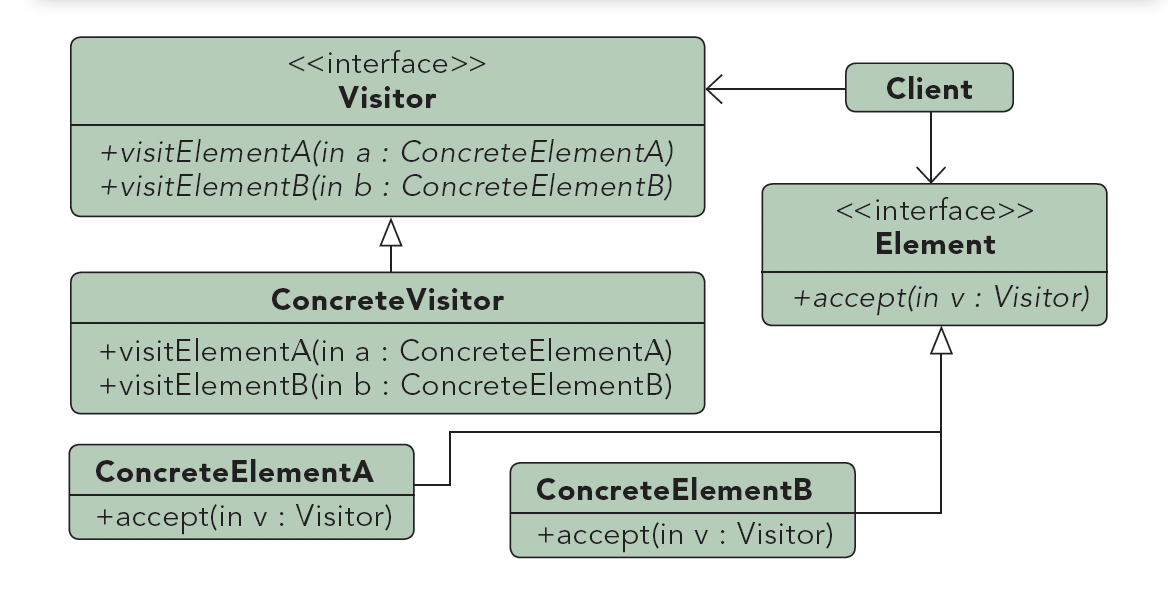 <<interface>>
Visitor
+visitElementA(in a : ConcreteElementA)
+visitElementB(in b : ConcreteElementB)
Client
<<interface>>
Element
+accept(in v : Visitor)
ConcreteVisitor
+visitElementA(in a : ConcreteElementA)
+visitElementB(in b : ConcreteElementB)
ConcreteElementA
+accept(in v : Visitor)
ConcreteElementB
+accept(in v : Visitor)